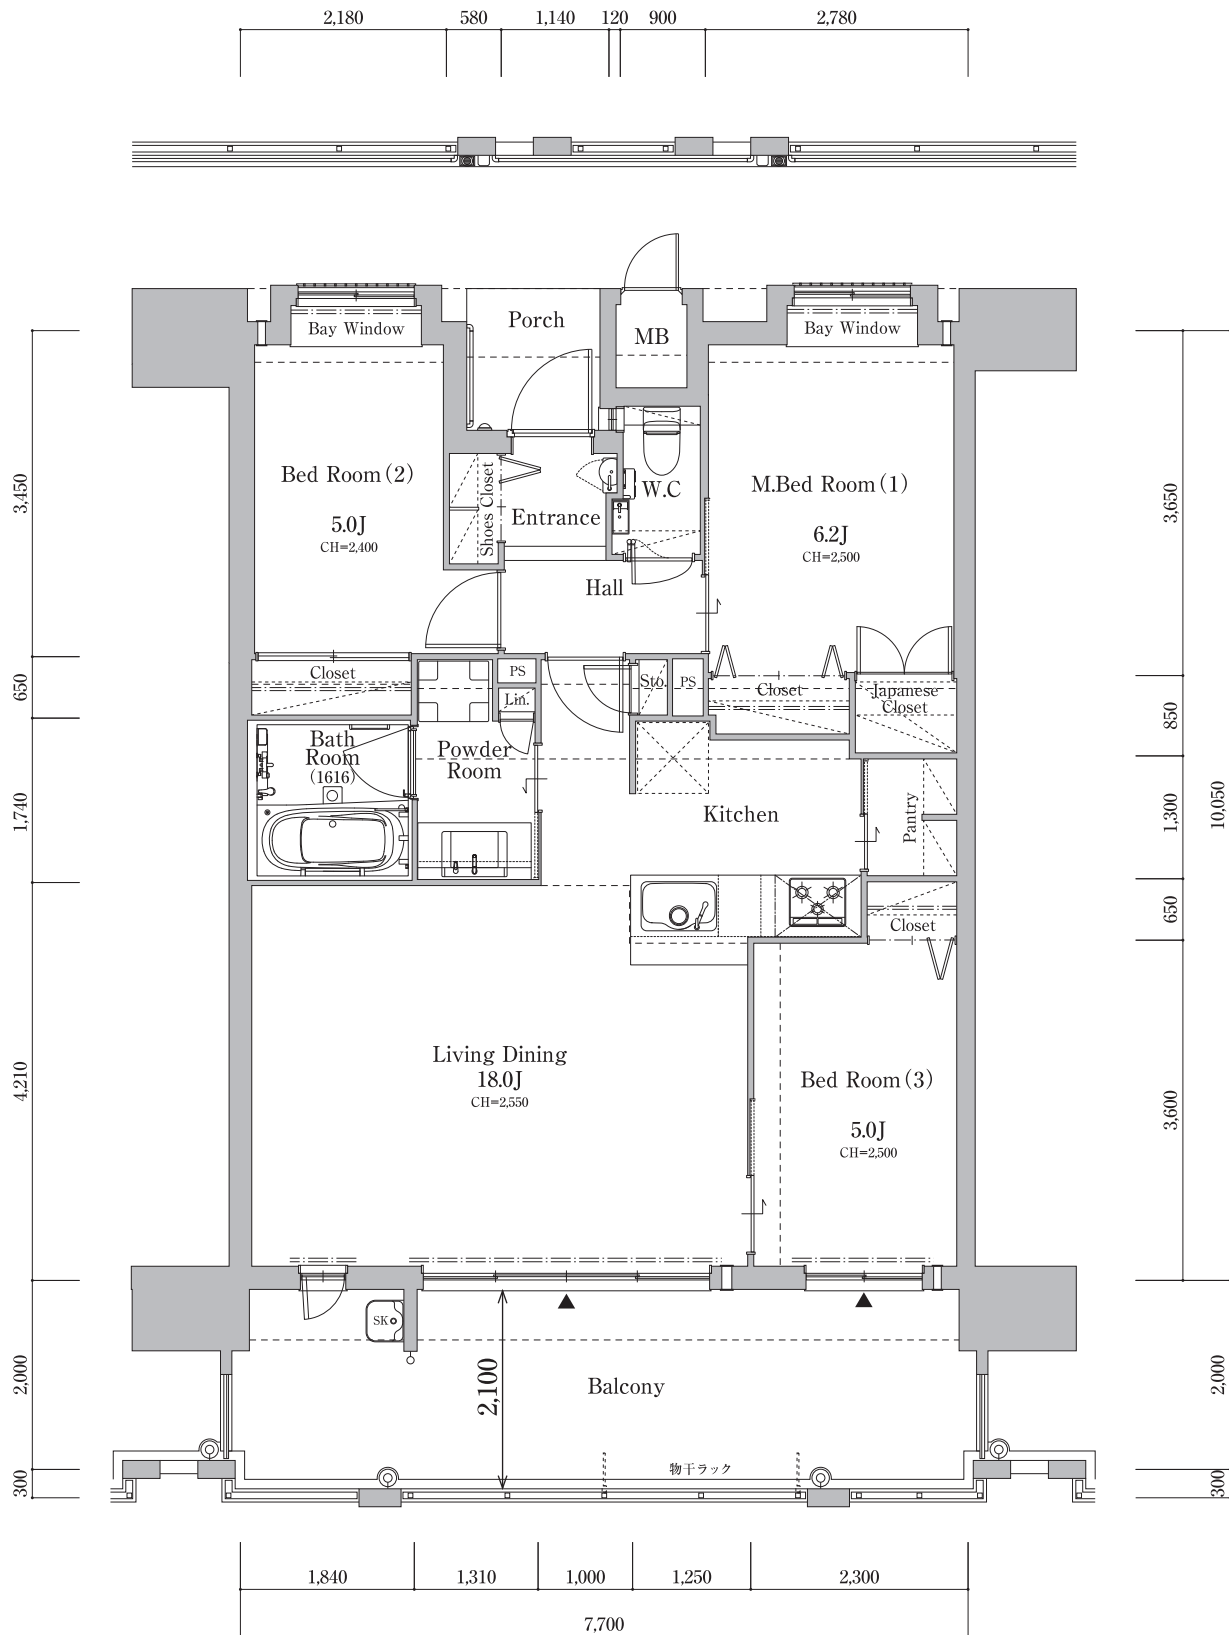 2,180 580 1,140 120 900 2,780
Bay Window
Porch
MB
Bay Window
Bed Room(2)
5.0J
CH=2,400
Shoes Closet
Entrance
W.C
M.Bed Room(1)
6.2J
CH=2,500
Hall
Closet
PS
Lin.
Sto.
PS
Closet
Japanese
Closet
Bath
Room
(1616)
Powder
Room
Kitchen
Pantry
Closet
Living Dining
18.0J
CH=2,550
Bed Room(3)
5.0J
CH=2,500
SK
2,100
Balcony
物干ラック
3,450
650
1,740
4,210
2,000
300
3,650
850
1,300
650
3,600
10,050
2,000
300
1,840 1,310 1,000 1,250 2,300
7,700